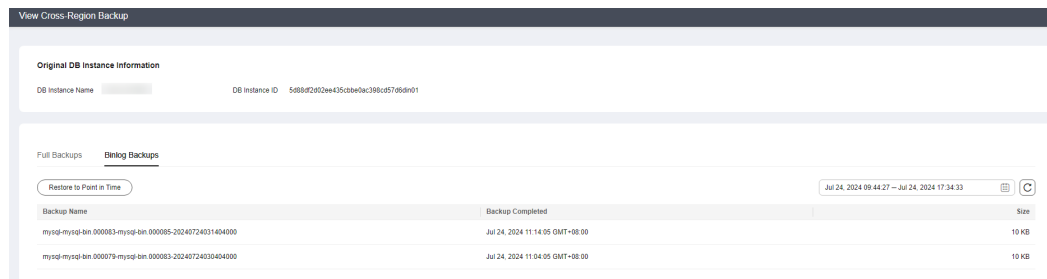 View Cross-Region Backup
Original DB Instance Information
DB Instance Name DB Instance ID 5d88df2d02ee435cbbe0ac398cd57d6din01
Full Backups Binlog Backups
Restore to Point in Time Jul 24, 2024 09:44:27 — Jul 24, 2024 17:34:33
Backup Name Backup Completed Size
mysql-mysql-bin.000083-mysql-bin.000085-20240724031404000 Jul 24, 2024 11:14:05 GMT+08:00 10 KB
mysql-mysql-bin.000079-mysql-bin.000083-20240724030404000 Jul 24, 2024 11:04:05 GMT+08:00 10 KB